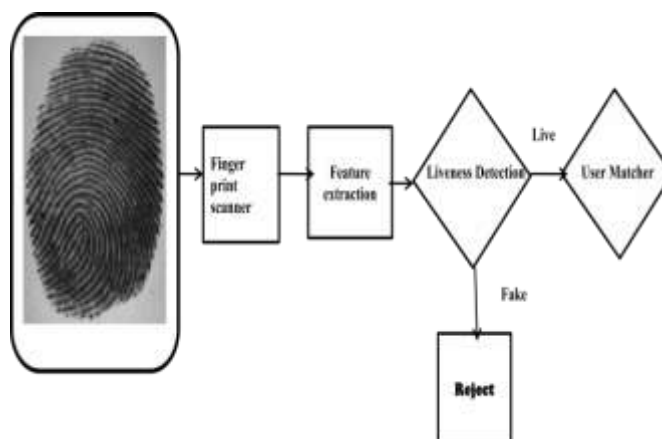 Finger
print
scanner
Feature
extraction
Liveness Detection
Live
User Matcher
Fake
Reject